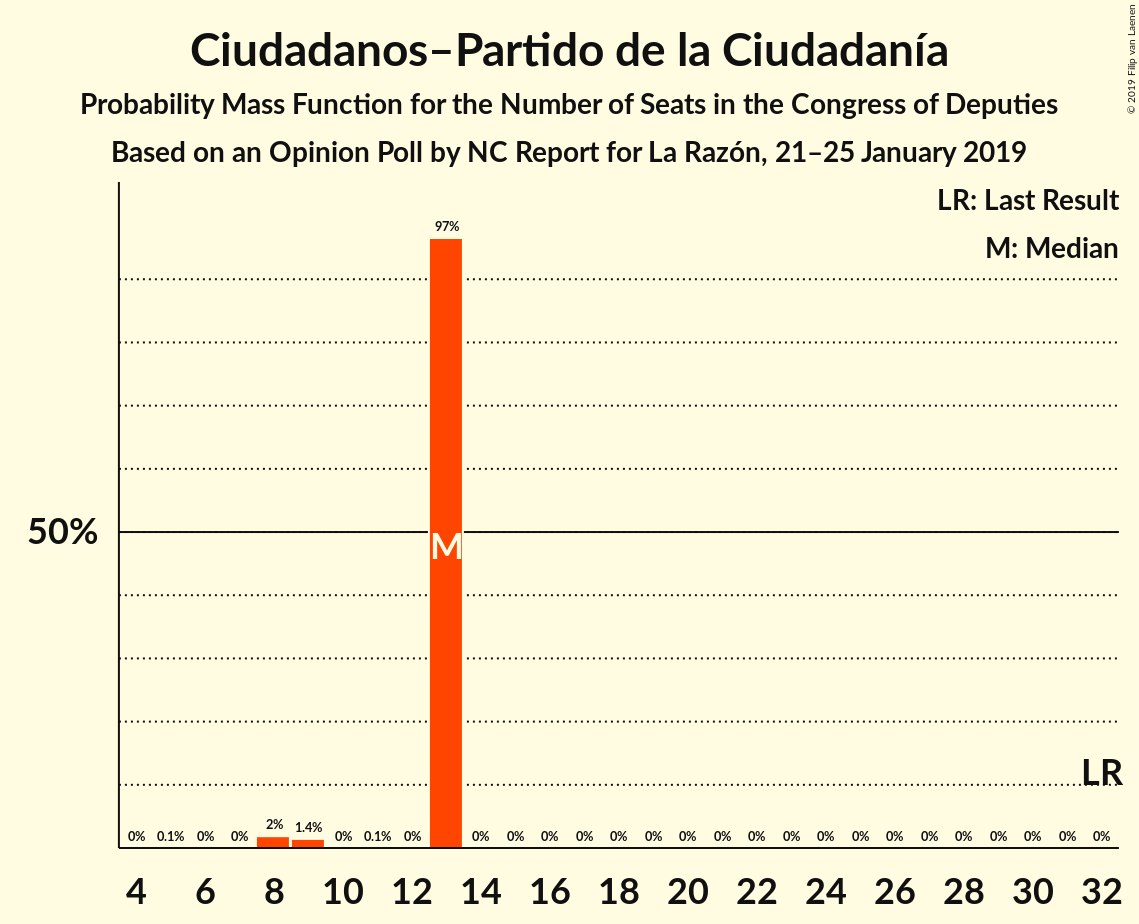 Ciudadanos–Partido de la Ciudadanía
Probability Mass Function for the Number of Seats in the Congress of Deputies
Based on an Opinion Poll by NC Report for La Razón, 21–25 January 2019
© 2019 Filip van Laenen
LR: Last Result
M: Median
97%
50%
M
LR
0% 0.1% 0% 0% 2% 1.4% 0% 0.1% 0% 0% 0% 0% 0% 0% 0% 0% 0% 0% 0% 0% 0% 0% 0% 0% 0% 0% 0% 0%
4 6 8 10 12 14 16 18 20 22 24 26 28 30 32